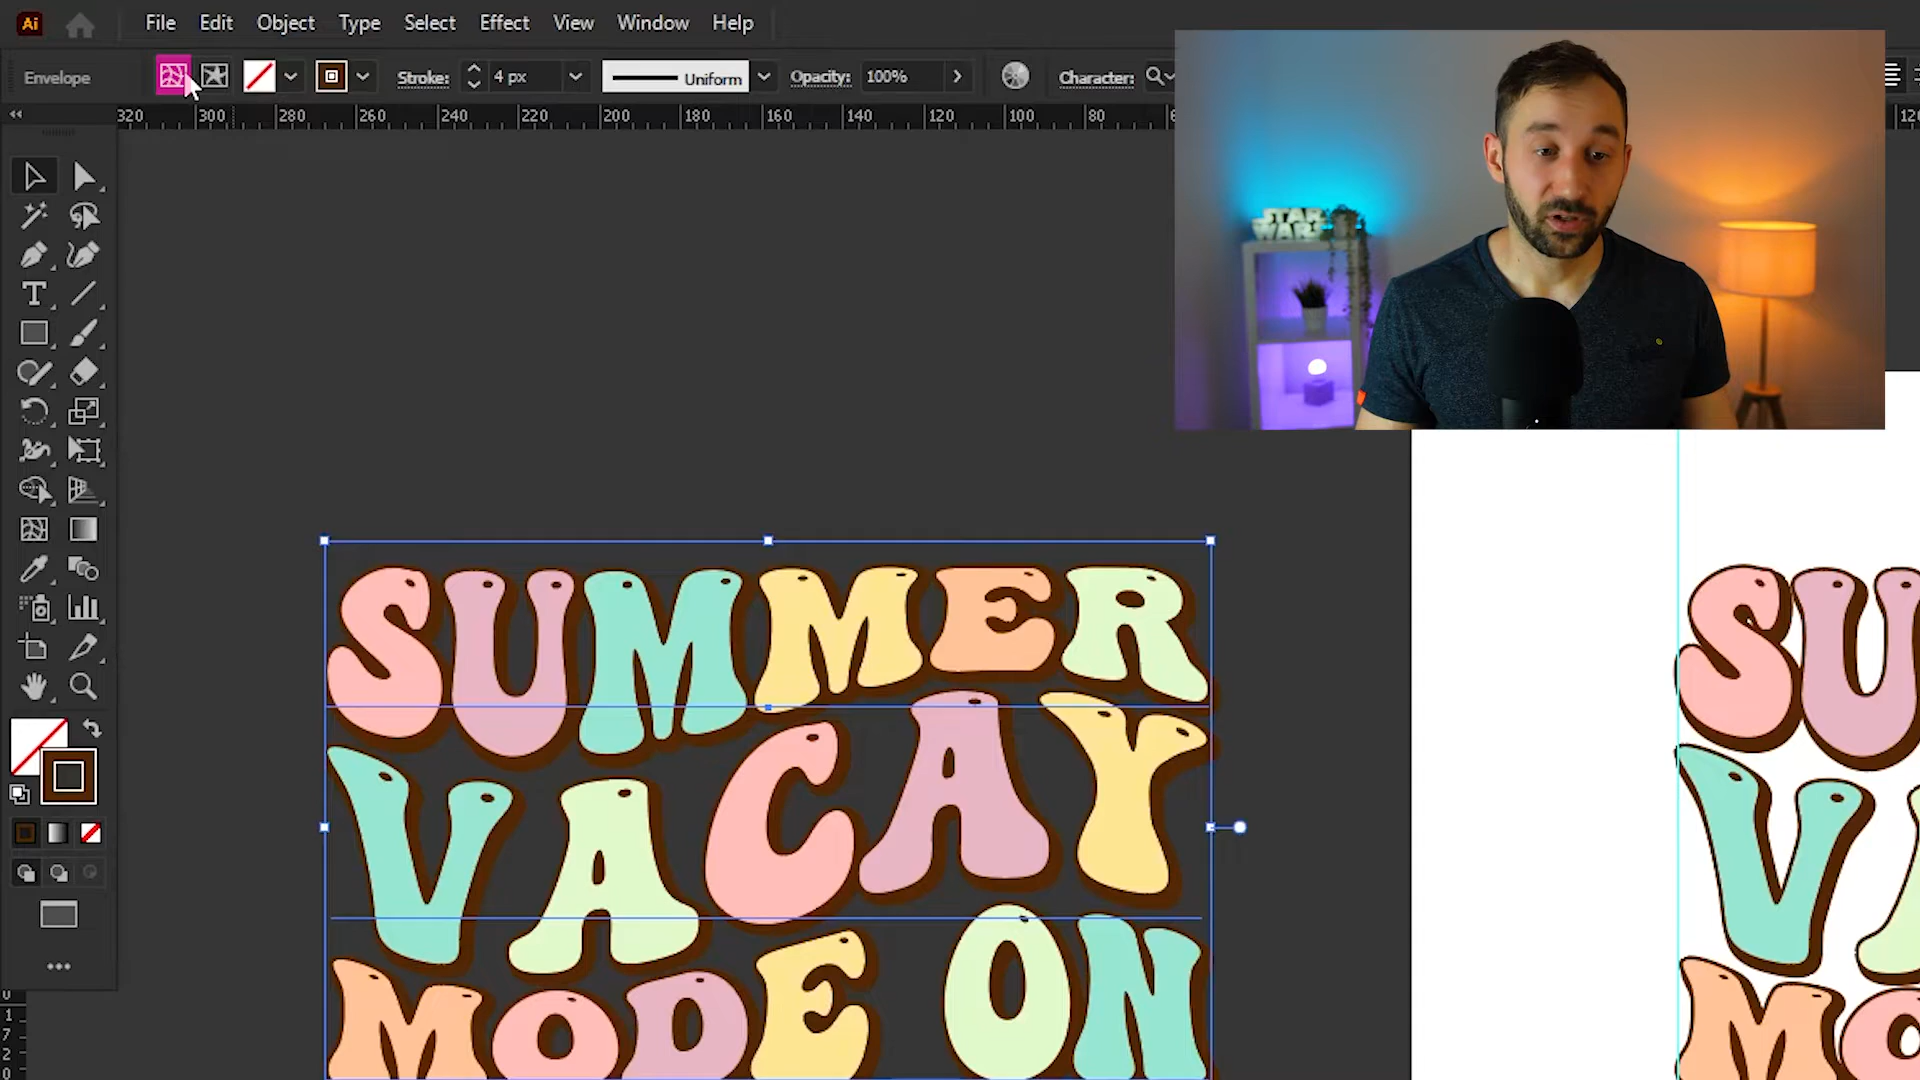 Ai File Edit Object Type Select Effect View Window Help
Envelope Stroke: 4 px Uniform Opacity: 100% Character:
320 300 280 260 240 220 200 180 160 140 120 100 80
STAR
WARS
SUMMER
VACAY
MODE ON
SU
V
MO